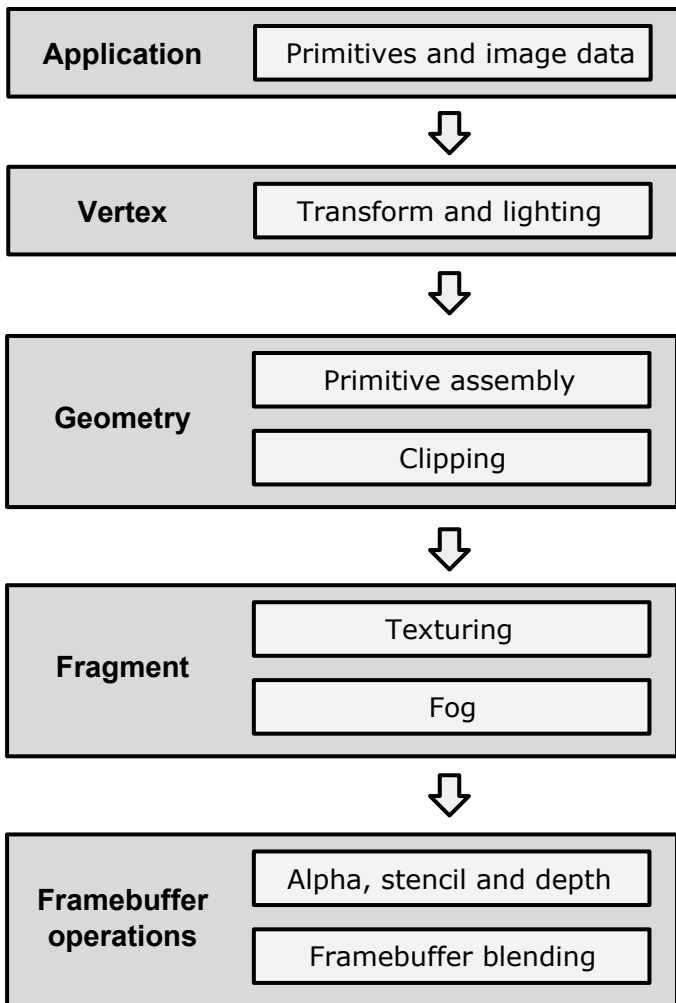 Application
Primitives and image data
Vertex
Transform and lighting
Geometry
Primitive assembly
Clipping
Fragment
Texturing
Fog
Framebuffer
operations
Alpha, stencil and depth
Framebuffer blending